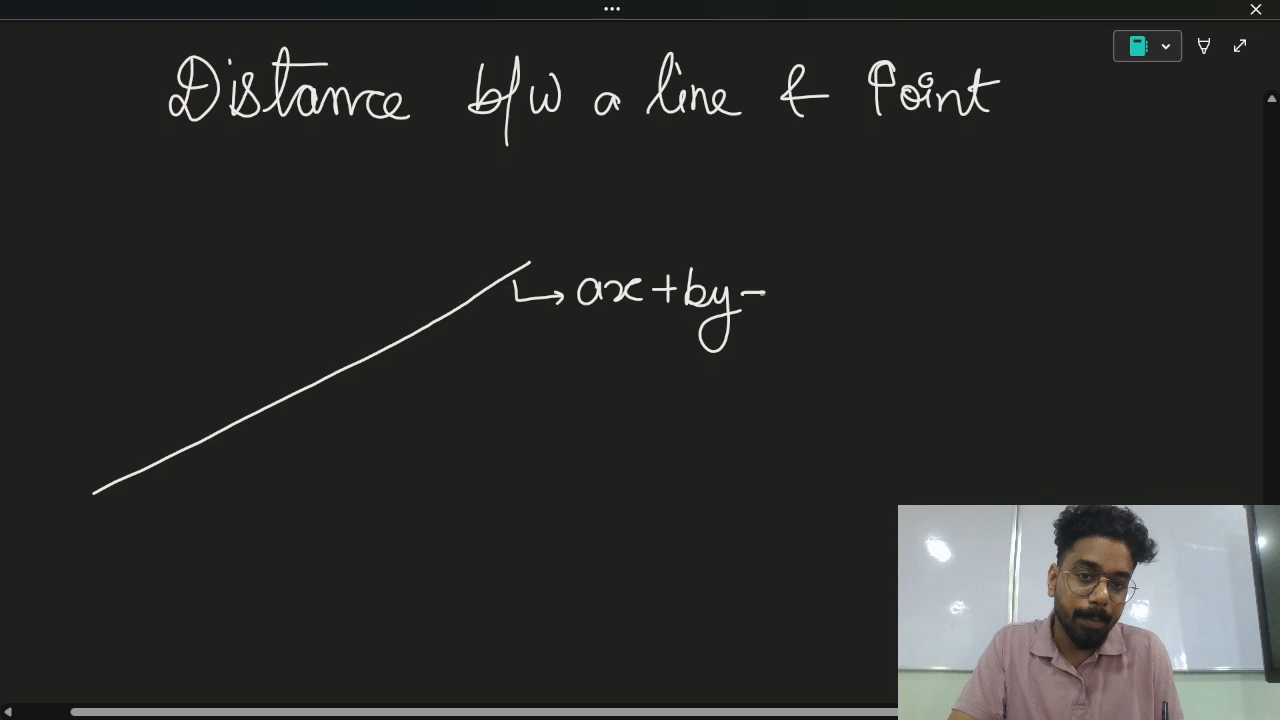 Distance b/w a line & Point
↳ ax + by -